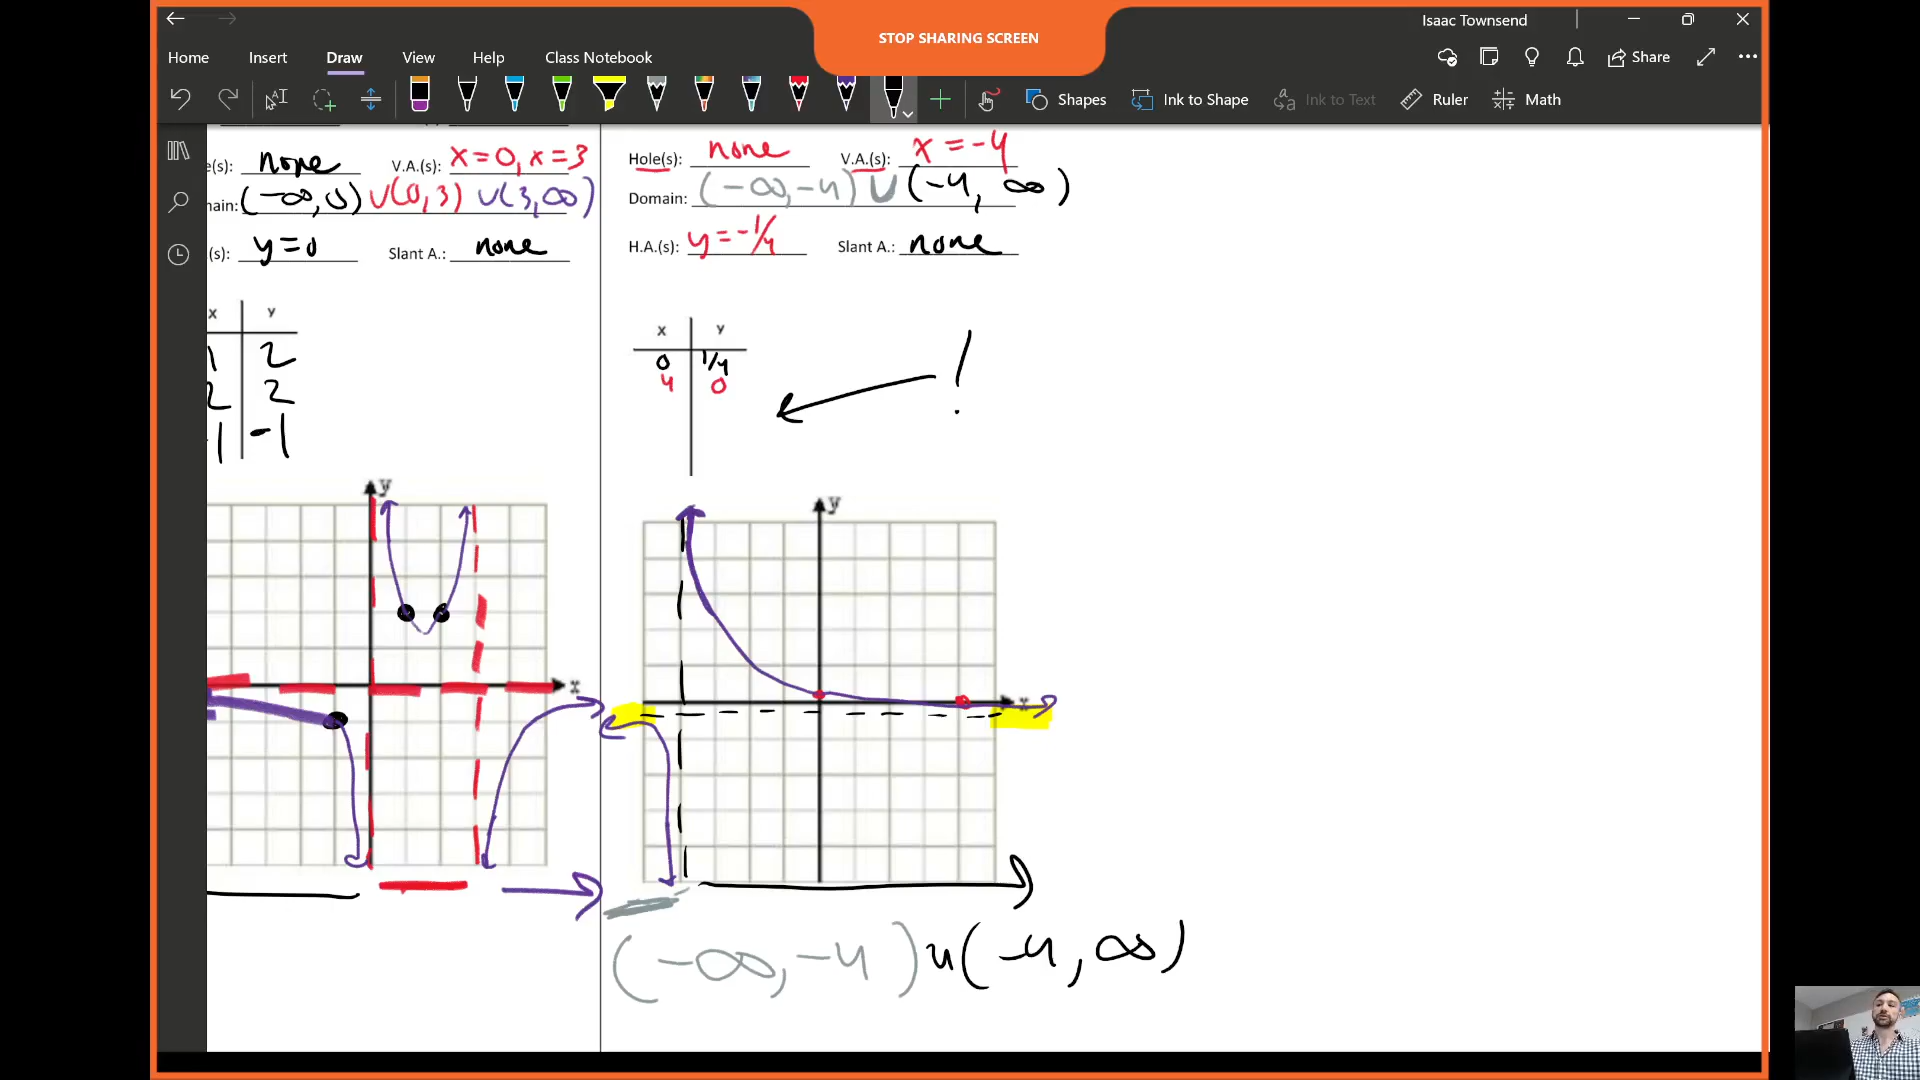 STOP SHARING SCREEN
Isaac Townsend
Home Insert Draw View Help Class Notebook
Share
Shapes Ink to Shape Ink to Text Ruler Math
e(s): none V.A.(s): x = 0, x = 3
nain: (-∞, 0) ∪ (0, 3) ∪ (3, ∞)
(s): y = 0 Slant A.: none
x y
1 2
2 2
-1 -1
y
x
Hole(s): none V.A.(s): x = -4
Domain: (-∞, -4) ∪ (-4, ∞)
H.A.(s): y = -1/4 Slant A.: none
x y
0 1/4
4 0
!
y
x
(-∞, -4) ∪ (-4, ∞)